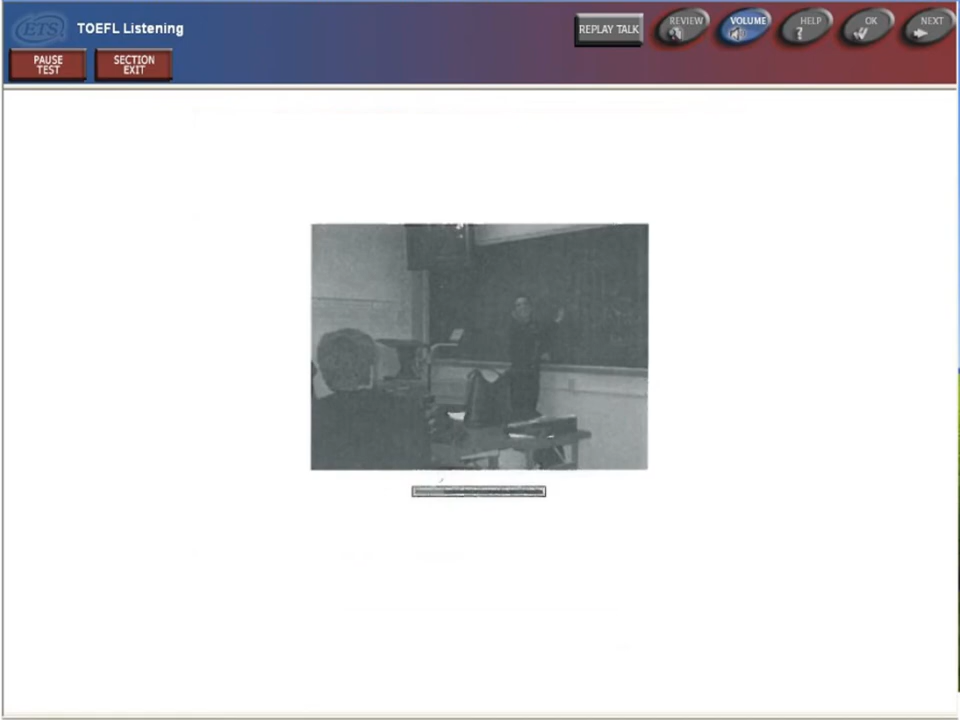 ETS
TOEFL Listening
REPLAY TALK
REVIEW
VOLUME
HELP
OK
NEXT
PAUSE
TEST
SECTION
EXIT